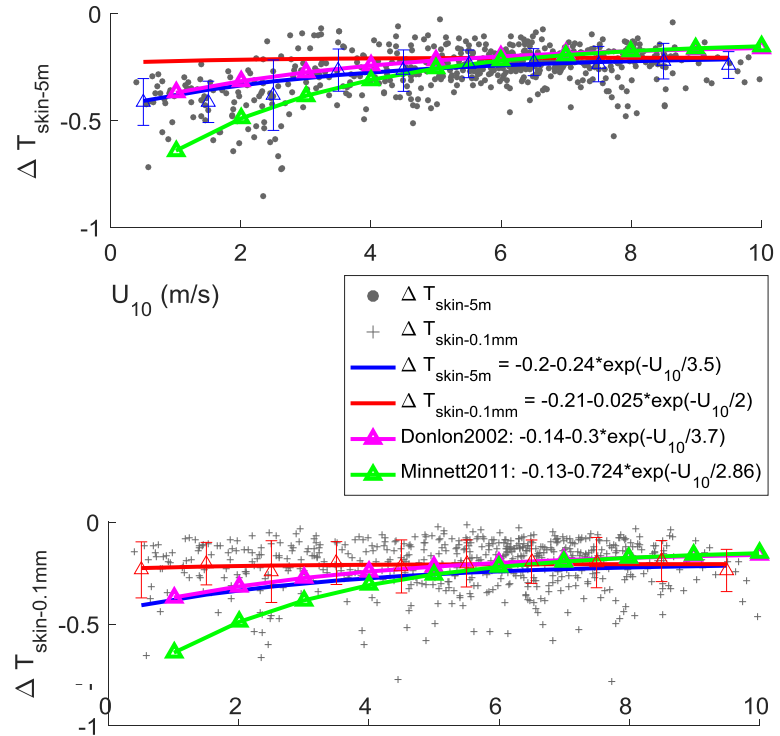 0
-0.5
-1
Δ T_skin-5m
0 2 4 6 8 10
U_10 (m/s)
Δ T_skin-5m
Δ T_skin-0.1mm
Δ T_skin-5m = -0.2-0.24*exp(-U_10/3.5)
Δ T_skin-0.1mm = -0.21-0.025*exp(-U_10/2)
Donlon2002: -0.14-0.3*exp(-U_10/3.7)
Minnett2011: -0.13-0.724*exp(-U_10/2.86)
0
-0.5
-1
Δ T_skin-0.1mm
0 2 4 6 8 10